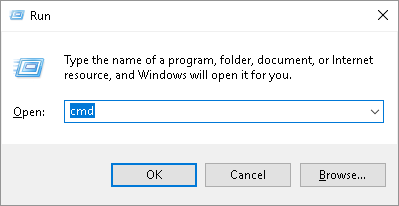 Run
Type the name of a program, folder, document, or Internet
resource, and Windows will open it for you.
Open: cmd
OK Cancel Browse...